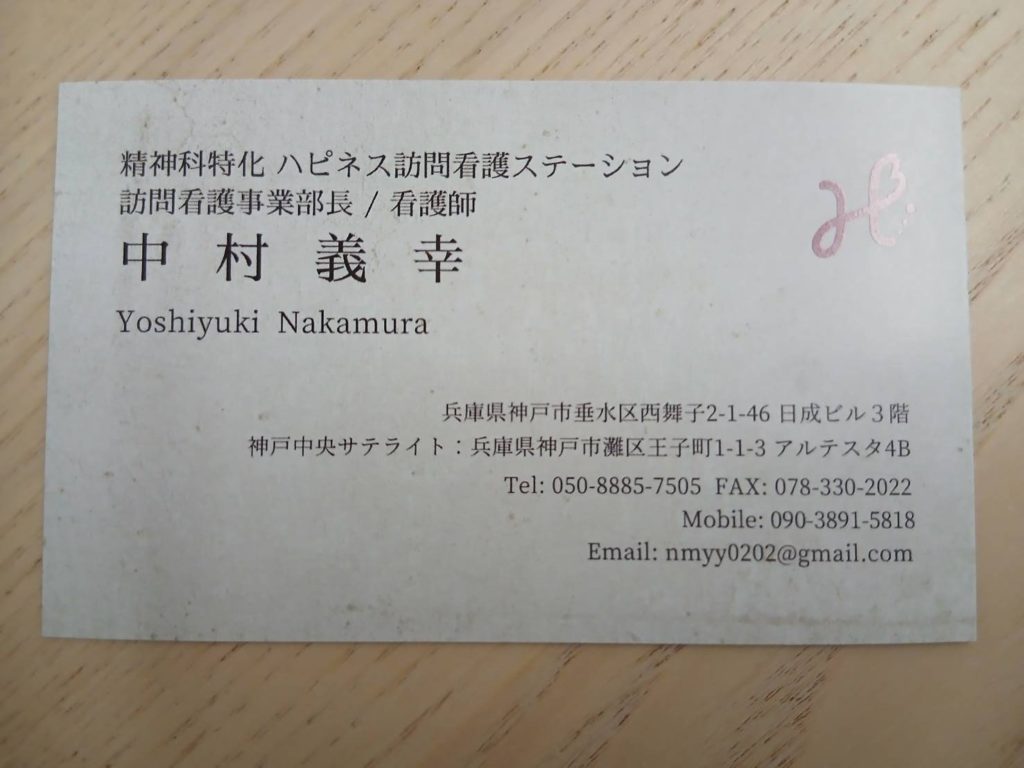 精神科特化 ハピネス訪問看護ステーション
訪問看護事業部長 / 看護師
中村義幸
Yoshiyuki Nakamura
兵庫県神戸市垂水区西舞子2-1-46 日成ビル３階
神戸中央サテライト：兵庫県神戸市灘区王子町1-1-3 アルテスタ4B
Tel: 050-8885-7505 FAX: 078-330-2022
Mobile: 090-3891-5818
Email: nmyy0202@gmail.com